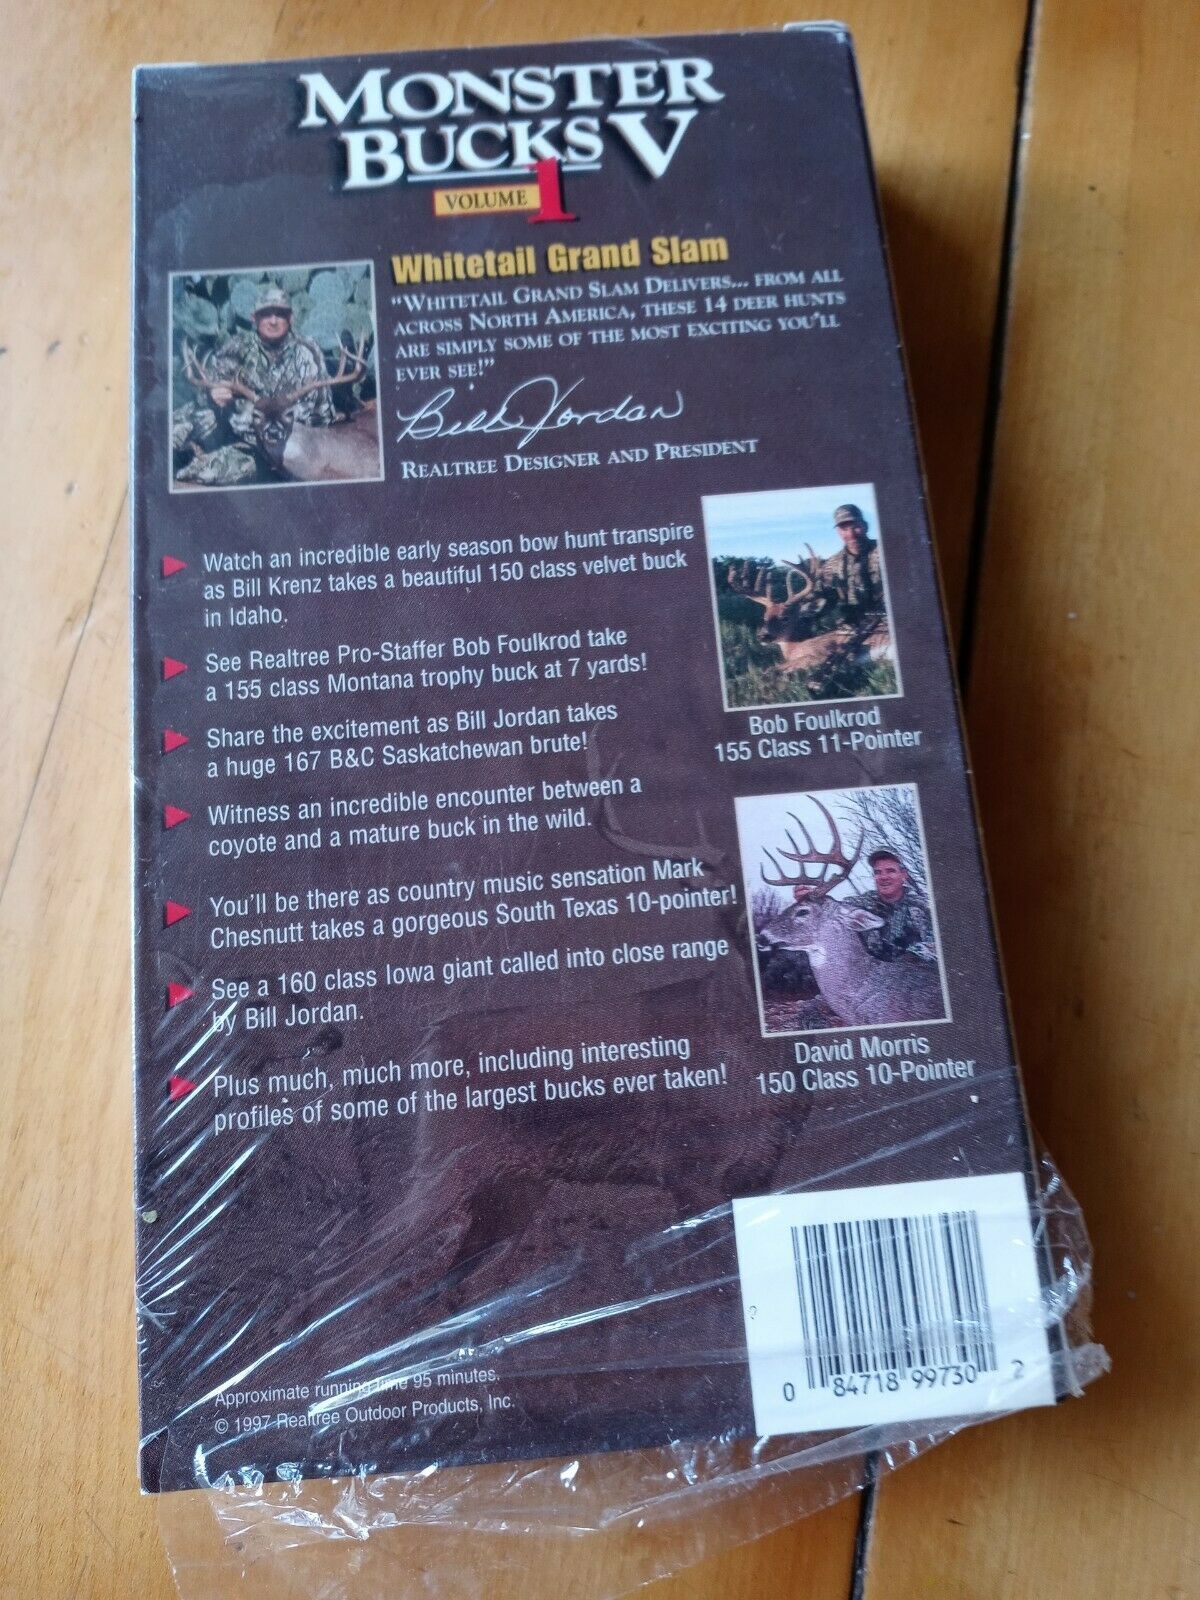 MONSTER
BUCKS V
VOLUME 1
Whitetail Grand Slam
"WHITETAIL GRAND SLAM DELIVERS... FROM ALL
ACROSS NORTH AMERICA, THESE 14 DEER HUNTS
ARE SIMPLY SOME OF THE MOST EXCITING YOU'LL
EVER SEE!"
Bill Jordan
REALTREE DESIGNER AND PRESIDENT
Watch an incredible early season bow hunt transpire
as Bill Krenz takes a beautiful 150 class velvet buck
in Idaho.
See Realtree Pro-Staffer Bob Foulkrod take
a 155 class Montana trophy buck at 7 yards!
Share the excitement as Bill Jordan takes
a huge 167 B&C Saskatchewan brute!
Witness an incredible encounter between a
coyote and a mature buck in the wild.
You'll be there as country music sensation Mark
Chesnutt takes a gorgeous South Texas 10-pointer!
See a 160 class Iowa giant called into close range
by Bill Jordan.
Plus much, much more, including interesting
profiles of some of the largest bucks ever taken!
Bob Foulkrod
155 Class 11-Pointer
David Morris
150 Class 10-Pointer
Approximate running time 95 minutes.
© 1997 Realtree Outdoor Products, Inc.
0 84718 99730 2